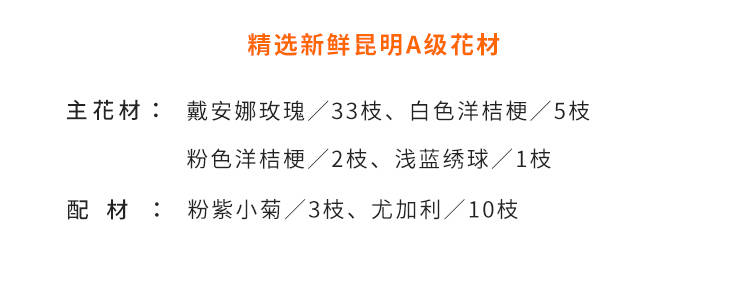 精选新鲜昆明A级花材
主花材： 戴安娜玫瑰／33枝、白色洋桔梗／5枝
粉色洋桔梗／2枝、浅蓝绣球／1枝
配材： 粉紫小菊／3枝、尤加利／10枝